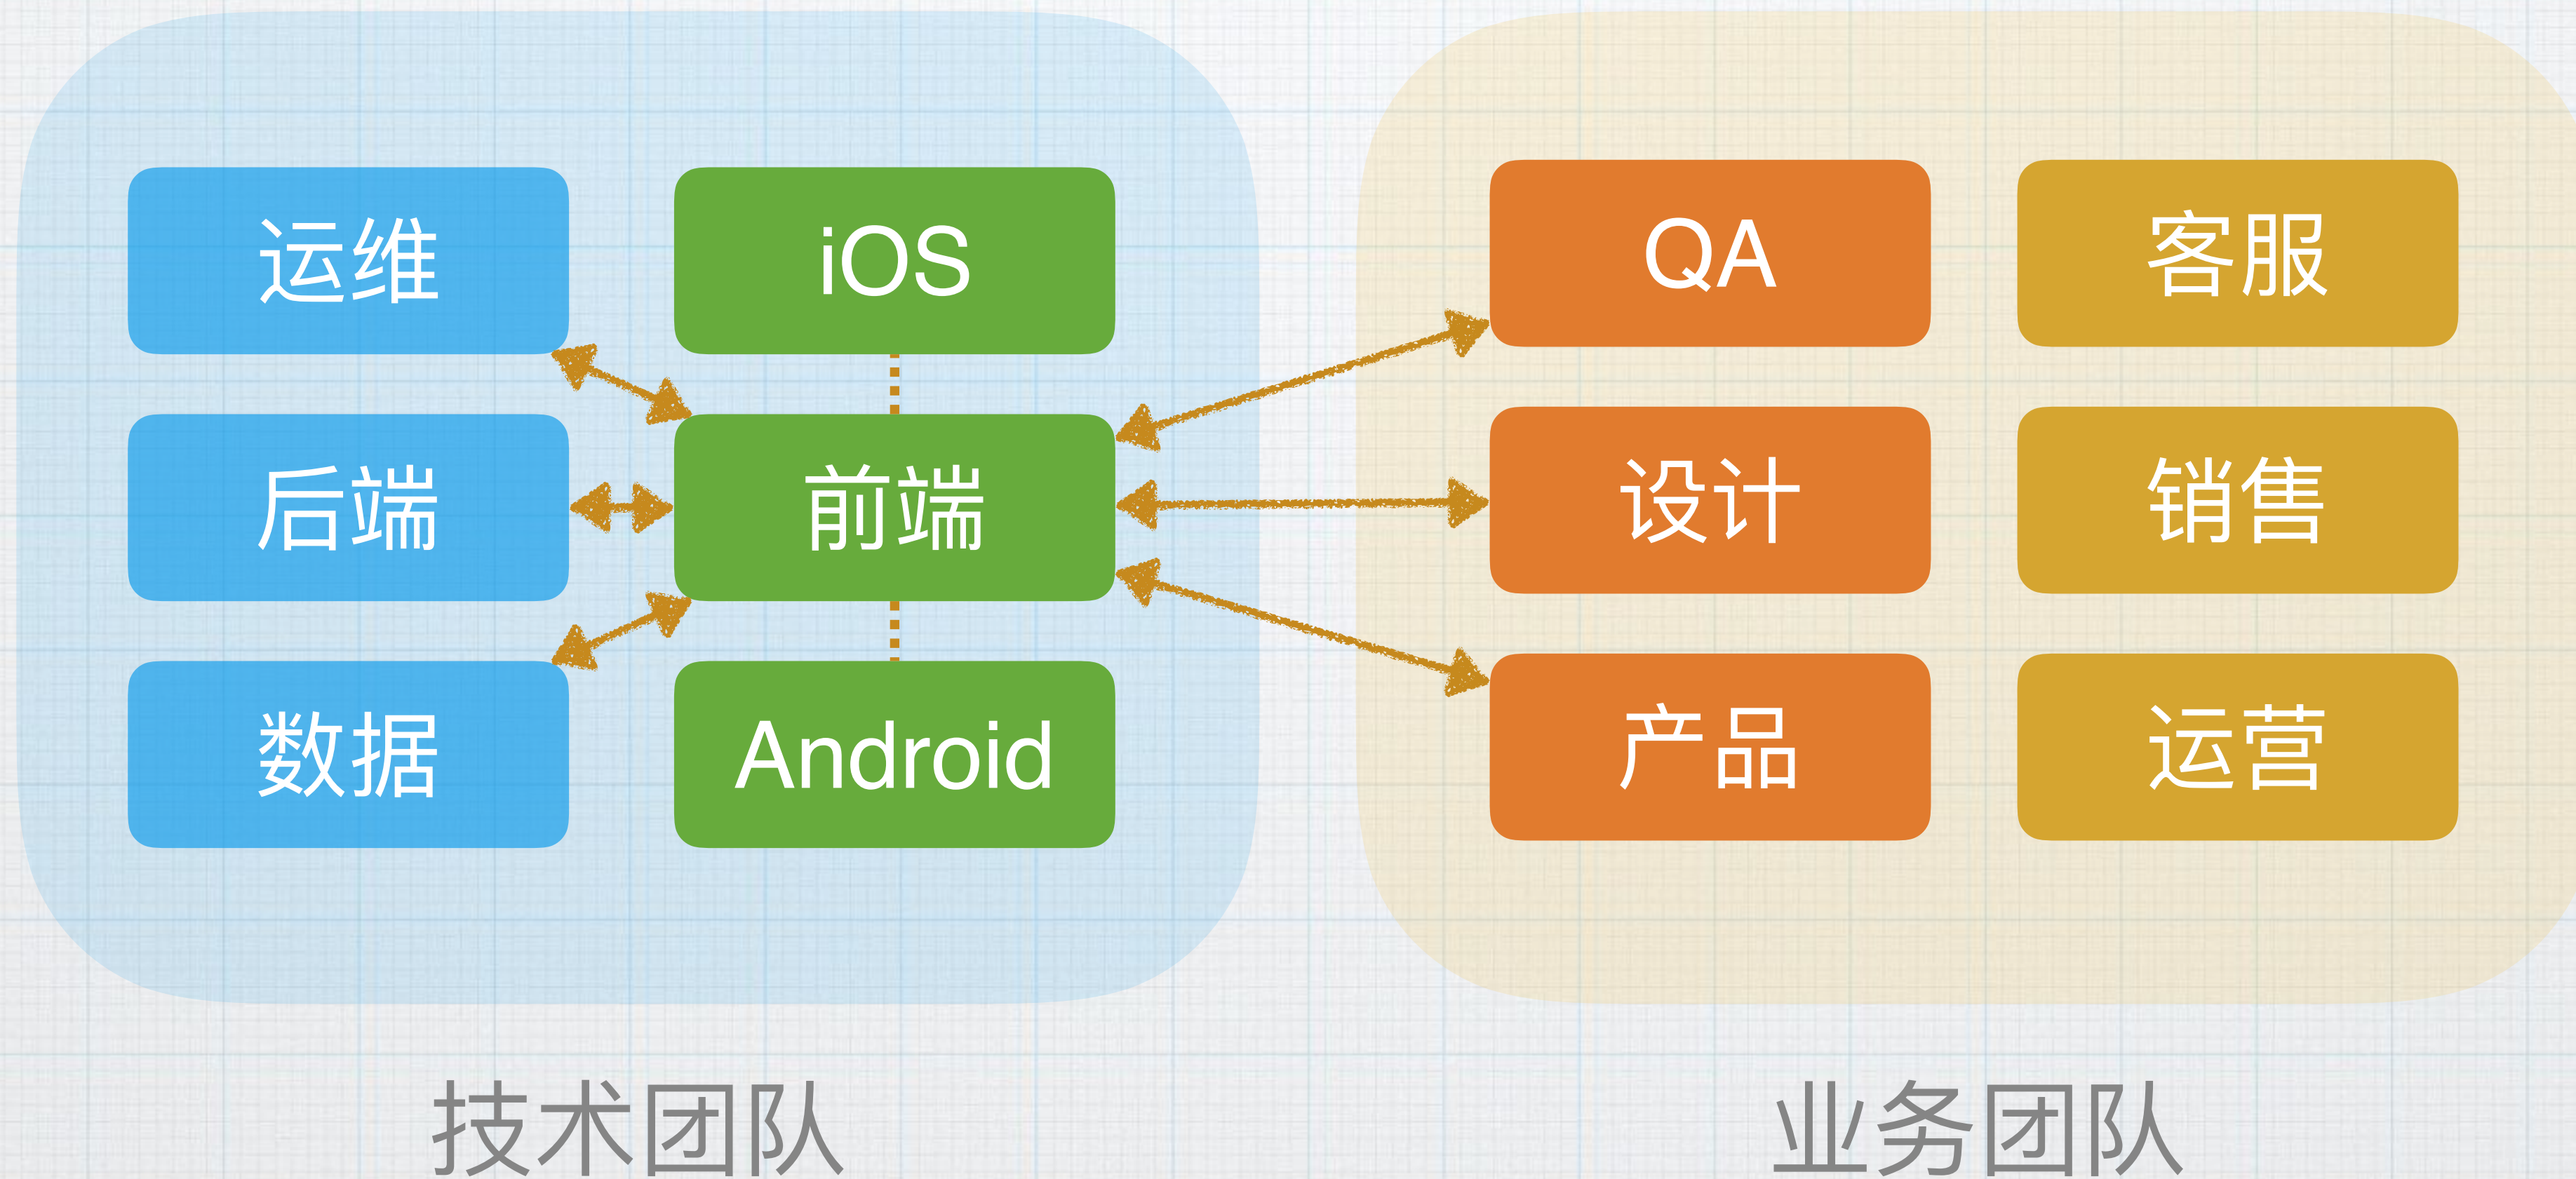 运维
iOS
QA
客服
后端
前端
设计
销售
数据
Android
产品
运营
技术团队
业务团队